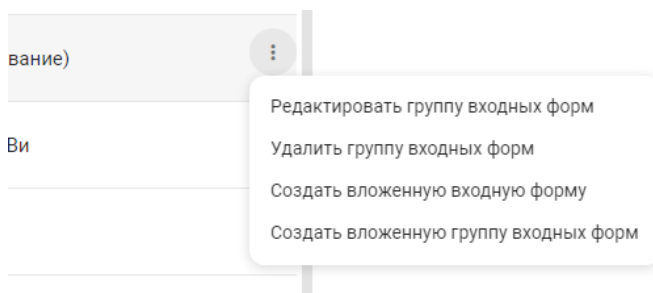 вание)
Редактировать группу входных форм
Ви
Удалить группу входных форм
Создать вложенную входную форму
Создать вложенную группу входных форм